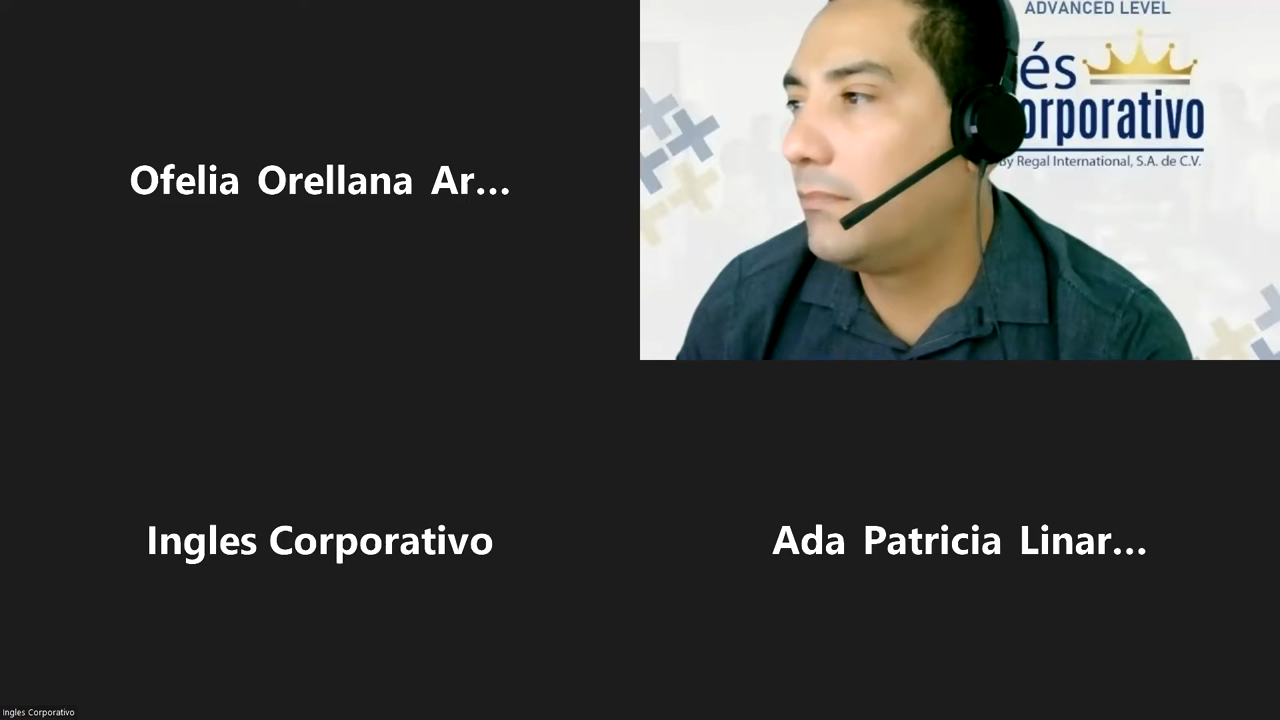 ADVANCED LEVEL
és
orporativo
By Regal International, S.A. de C.V.
Ofelia Orellana Ar...
Ingles Corporativo
Ada Patricia Linar...
Ingles Corporativo